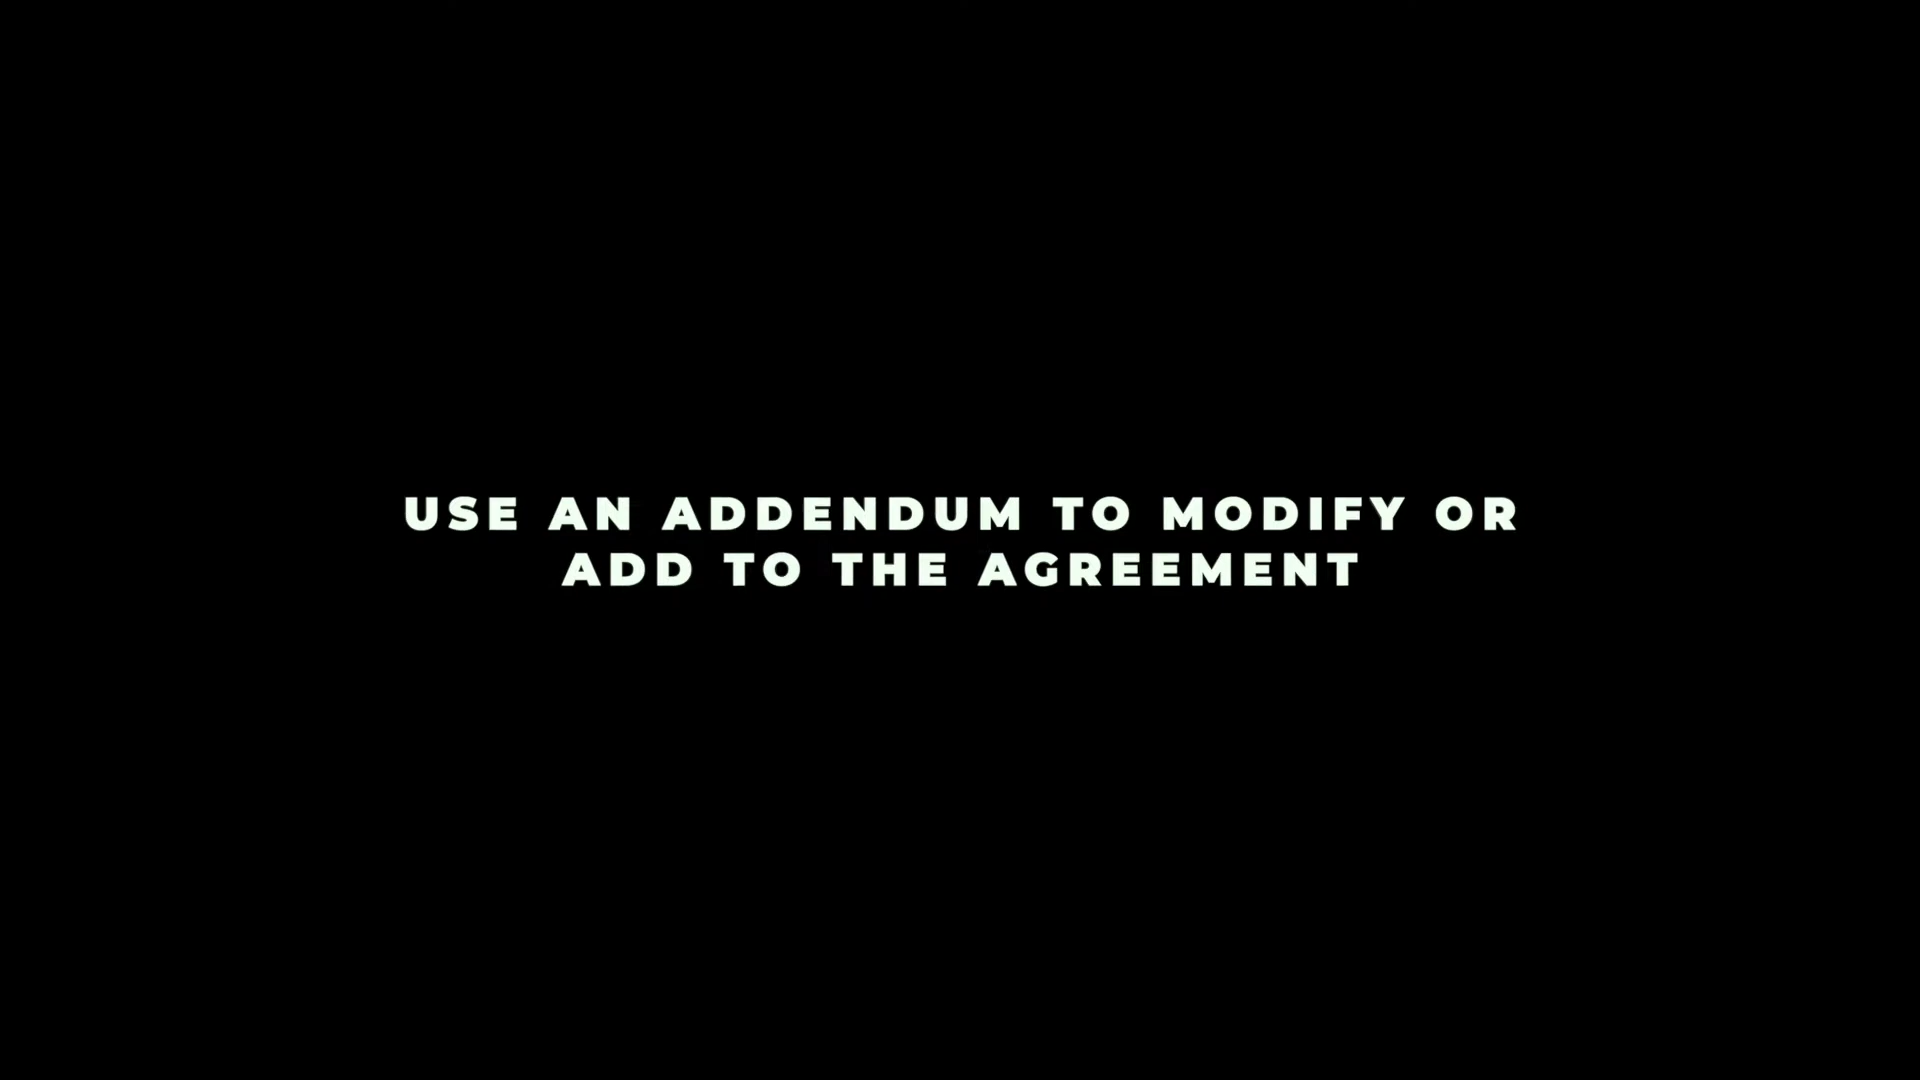 USE AN ADDENDUM TO MODIFY OR
ADD TO THE AGREEMENT